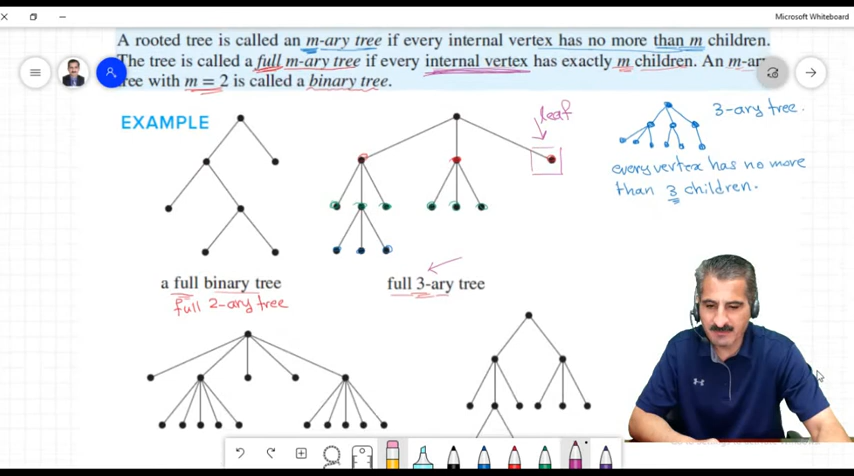 Microsoft Whiteboard
A rooted tree is called an m-ary tree if every internal vertex has no more than m children.
The tree is called a full m-ary tree if every internal vertex has exactly m children. An m-ar
ree with m = 2 is called a binary tree.
EXAMPLE
leaf
3-ary tree.
every vertex has no more
than 3 children.
a full binary tree
full 3-ary tree
full 2-ary tree